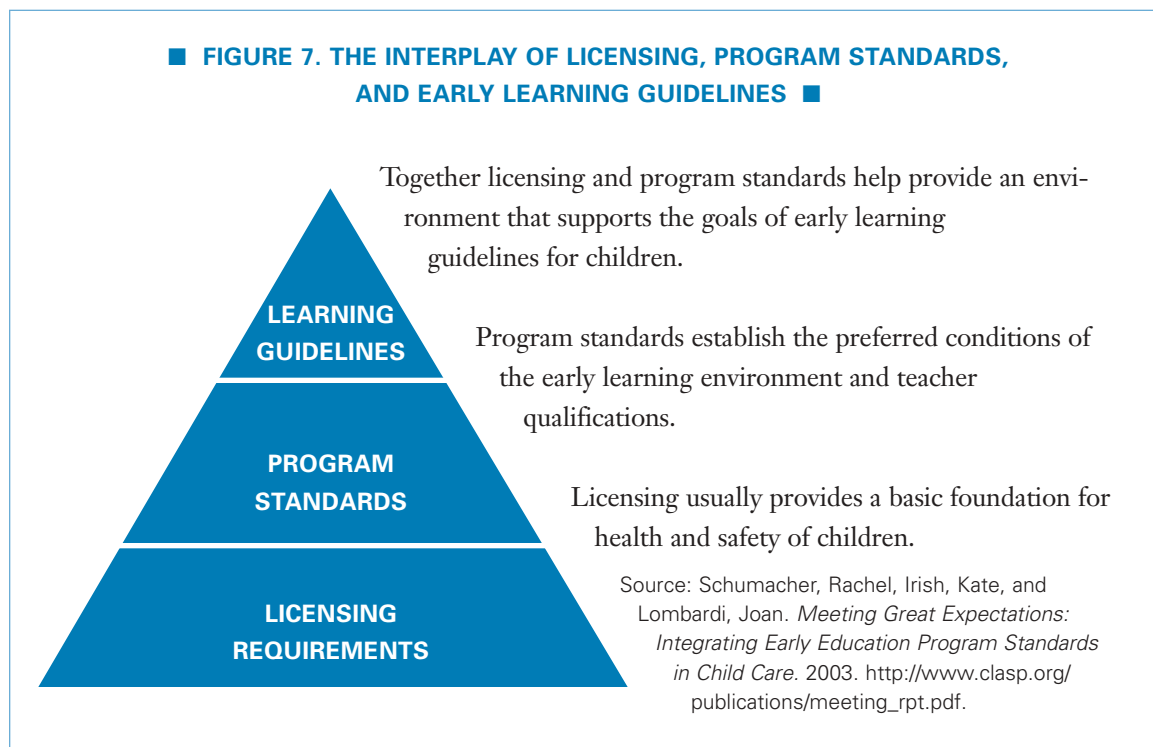 ■ FIGURE 7. THE INTERPLAY OF LICENSING, PROGRAM STANDARDS,
AND EARLY LEARNING GUIDELINES ■
Together licensing and program standards help provide an envi-
ronment that supports the goals of early learning
guidelines for children.
LEARNING
GUIDELINES
Program standards establish the preferred conditions of
the early learning environment and teacher
qualifications.
PROGRAM
STANDARDS
Licensing usually provides a basic foundation for
health and safety of children.
LICENSING
REQUIREMENTS
Source: Schumacher, Rachel, Irish, Kate, and
Lombardi, Joan. Meeting Great Expectations:
Integrating Early Education Program Standards
in Child Care. 2003. http://www.clasp.org/
publications/meeting_rpt.pdf.